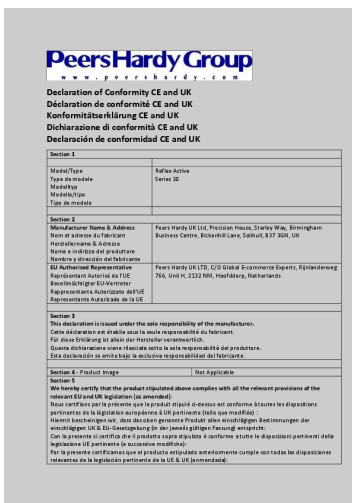 PeersHardy Group
www.peershardy.com
Declaration of Conformity CE and UK
Déclaration de conformité CE and UK
Konformitätserklärung CE and UK
Dichiarazione di conformità CE and UK
Declaración de conformidad CE and UK
Section 1
Model/Type Reflex Active
Type de modele Series 30
Modeltyp
Modello/tipo
Tipo de modelo
Section 2
Manufacturer Name & Address Peers Hardy UK Ltd, Precision House, Starley Way, Birmingham
Nom et adresse du fabricant Business Centre, Bickenhill Lane, Solihull, B37 3GN, UK
Herstellername & Adresse
Nome e indirizzo del produttore
Nombre y dirección del fabricante
EU Authorised Representative Peers Hardy UK LTD, C/O Global E-commerce Experts, Rijnlanderweg
Représentant Autorisé de l'UE 766, Unit H, 2132 NM, Hoofddorp, Netherlands
Bevollmächtigter EU-Vertreter
Rappresentante Autorizzato dell'UE
Representante Autorizado de la UE
Section 3
This declaration is issued under the sole responsibility of the manufacturer.
Cette déclaration est établie sous la seule responsabilité du fabricant.
Für diese Erklärung ist allein der Hersteller verantwortlich.
Questa dichiarazione viene rilasciata sotto la sola responsabilità del produttore.
Esta declaración se emite bajo la exclusiva responsabilidad del fabricante.
Section 4 - Product Image Not Applicable
Section 5
We hereby certify that the product stipulated above complies with all the relevant provisions of the
relevant EU and UK legislation (as amended):
Nous certifions par la présente que le produit stipulé ci-dessus est conforme à toutes les dispositions
pertinentes de la législation européenne & UK pertinente (telle que modifiée) :
Hiermit bescheinigen wir, dass das oben genannte Produkt allen einschlägigen Bestimmungen der
einschlägigen UK & EU-Gesetzgebung (in der jeweils gültigen Fassung) entspricht:
Con la presente si certifica che il prodotto sopra stipulato è conforme a tutte le disposizioni pertinenti della
legislazione UE pertinente (e successive modifiche):
Por la presente certificamos que el producto estipulado anteriormente cumple con todas las disposiciones
relevantes de la legislación pertinente de la UE & UK (enmendada):